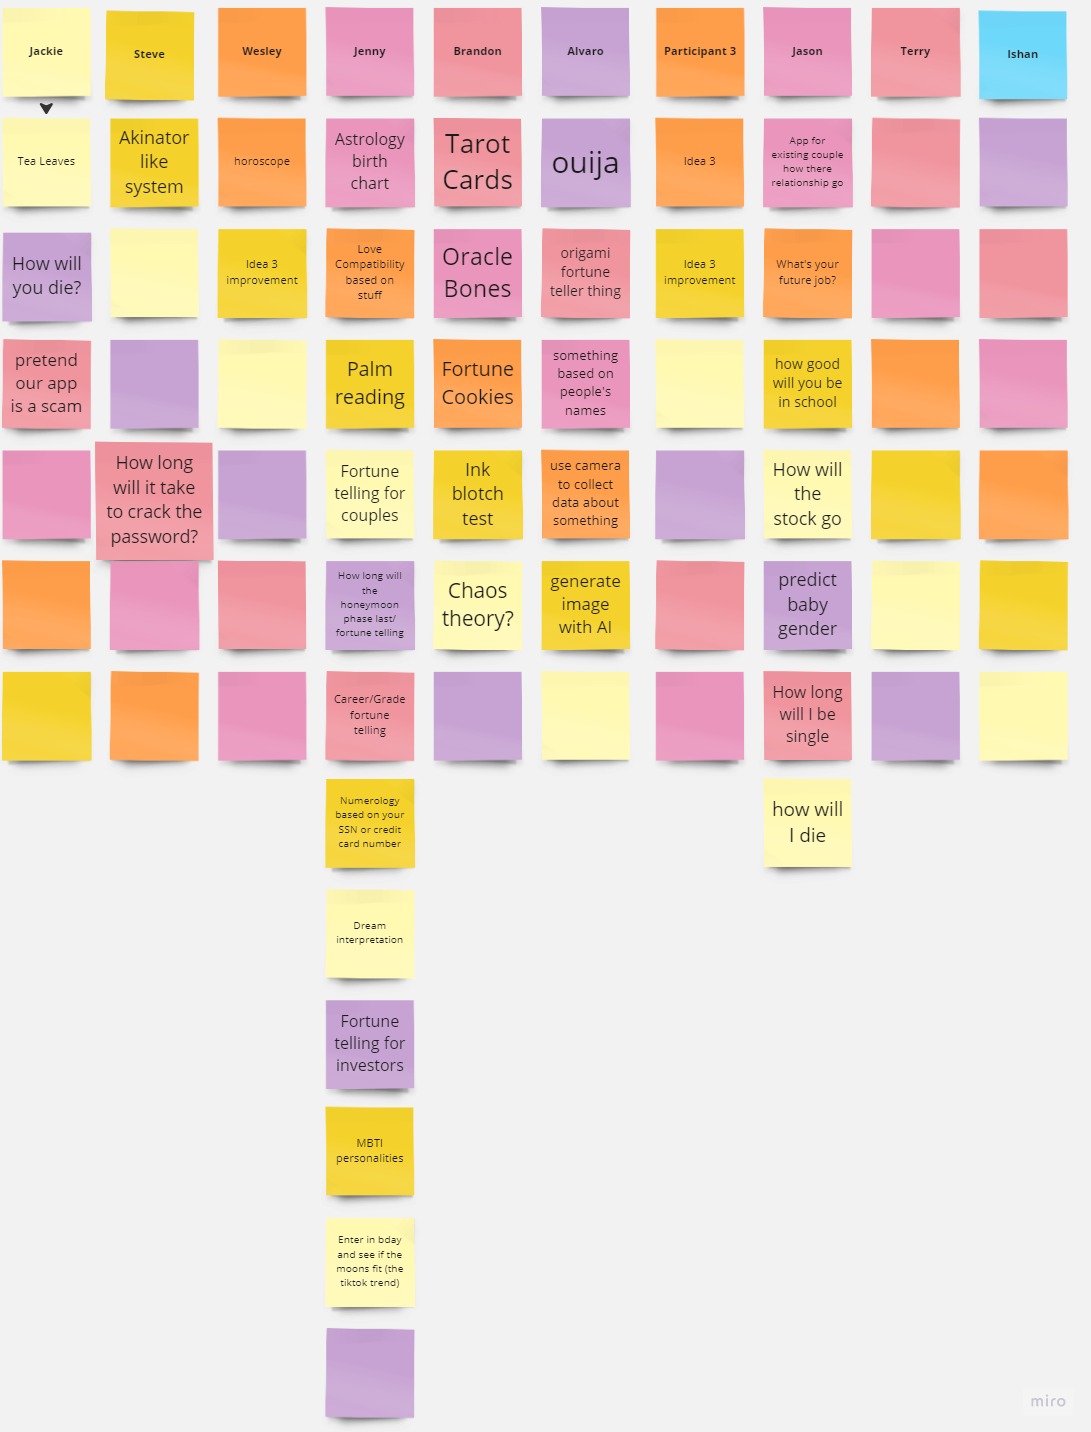 Jackie
Steve
Wesley
Jenny
Brandon
Alvaro
Participant 3
Jason
Terry
Ishan
Tea Leaves
Akinator
like
system
horoscope
Astrology
birth
chart
Tarot
Cards
ouija
Idea 3
App for
existing couple
how there
relationship go
How will
you die?
Idea 3
improvement
Love
Compatibility
based on
stuff
Oracle
Bones
origami
fortune
teller thing
Idea 3
improvement
What's your
future job?
pretend
our app
is a scam
Palm
reading
Fortune
Cookies
something
based on
people's
names
how good
will you be
in school
How long
will it take
to crack the
password?
Fortune
telling for
couples
Ink
blotch
test
use camera
to collect
data about
something
How will
the
stock go
How long will
the
honeymoon
phase last/
fortune telling
Chaos
theory?
generate
image
with AI
predict
baby
gender
Career/Grade
fortune
telling
How long
will I be
single
Numerology
based on your
SSN or credit
card number
how will
I die
Dream
interpretation
Fortune
telling for
investors
MBTI
personalities
Enter in bday
and see if the
moons fit (the
tiktok trend)
miro